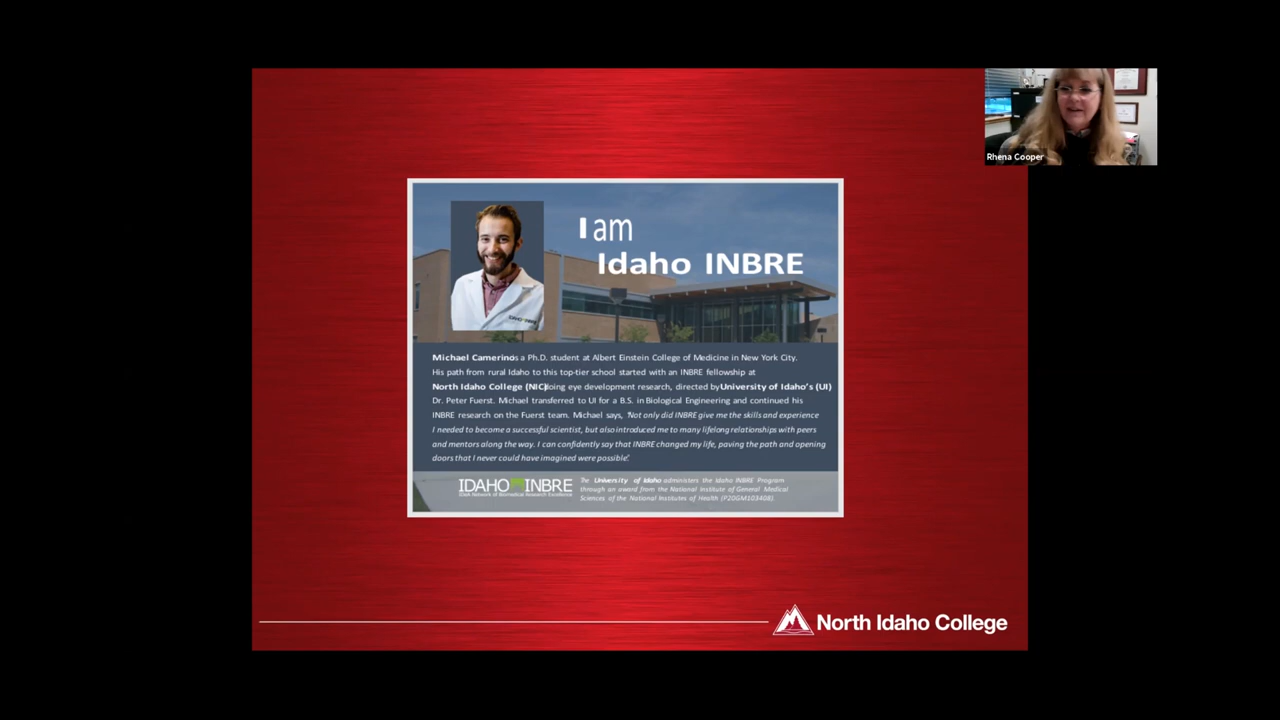 Rhena Cooper
I am
Idaho INBRE
Michael Camerino is a Ph.D. student at Albert Einstein College of Medicine in New York City.
His path from rural Idaho to this top-tier school started with an INBRE fellowship at
North Idaho College (NIC) doing eye development research, directed by University of Idaho's (UI)
Dr. Peter Fuerst. Michael transferred to UI for a B.S. in Biological Engineering and continued his
INBRE research on the Fuerst team. Michael says, "Not only did INBRE give me the skills and experience
I needed to become a successful scientist, but also introduced me to many lifelong relationships with peers
and mentors along the way. I can confidently say that INBRE changed my life, paving the path and opening
doors that I never could have imagined were possible."
IDAHO INBRE
IDeA Network of Biomedical Research Excellence
The University of Idaho administers the Idaho INBRE Program
through an award from the National Institute of General Medical
Sciences of the National Institutes of Health (P20GM103408).
North Idaho College